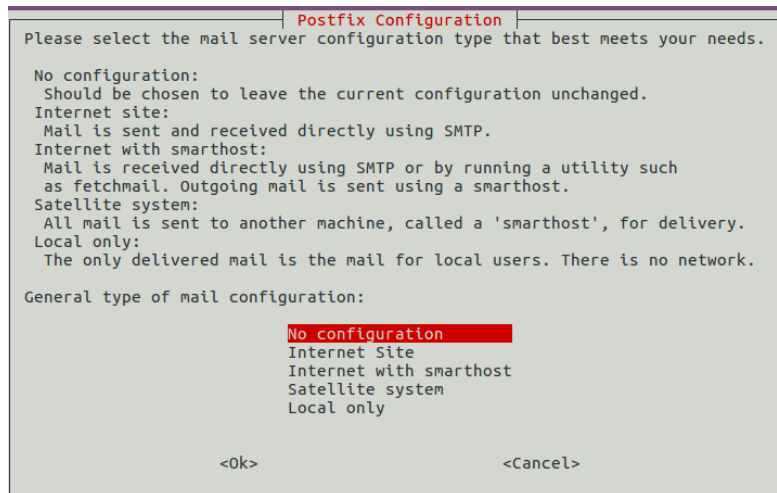 Postfix Configuration
Please select the mail server configuration type that best meets your needs.
No configuration:
Should be chosen to leave the current configuration unchanged.
Internet site:
Mail is sent and received directly using SMTP.
Internet with smarthost:
Mail is received directly using SMTP or by running a utility such
as fetchmail. Outgoing mail is sent using a smarthost.
Satellite system:
All mail is sent to another machine, called a 'smarthost', for delivery.
Local only:
The only delivered mail is the mail for local users. There is no network.
General type of mail configuration:
No configuration
Internet Site
Internet with smarthost
Satellite system
Local only
<Ok> <Cancel>